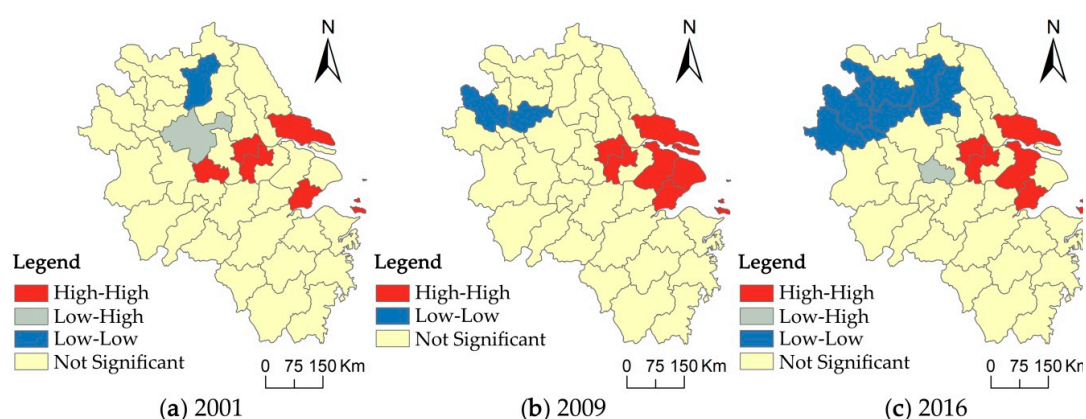 N
Legend
High-High
Low-High
Low-Low
Not Significant
0 75 150 Km
(a) 2001
N
Legend
High-High
Low-Low
Not Significant
0 75 150 Km
(b) 2009
N
Legend
High-High
Low-High
Low-Low
Not Significant
0 75 150 Km
(c) 2016